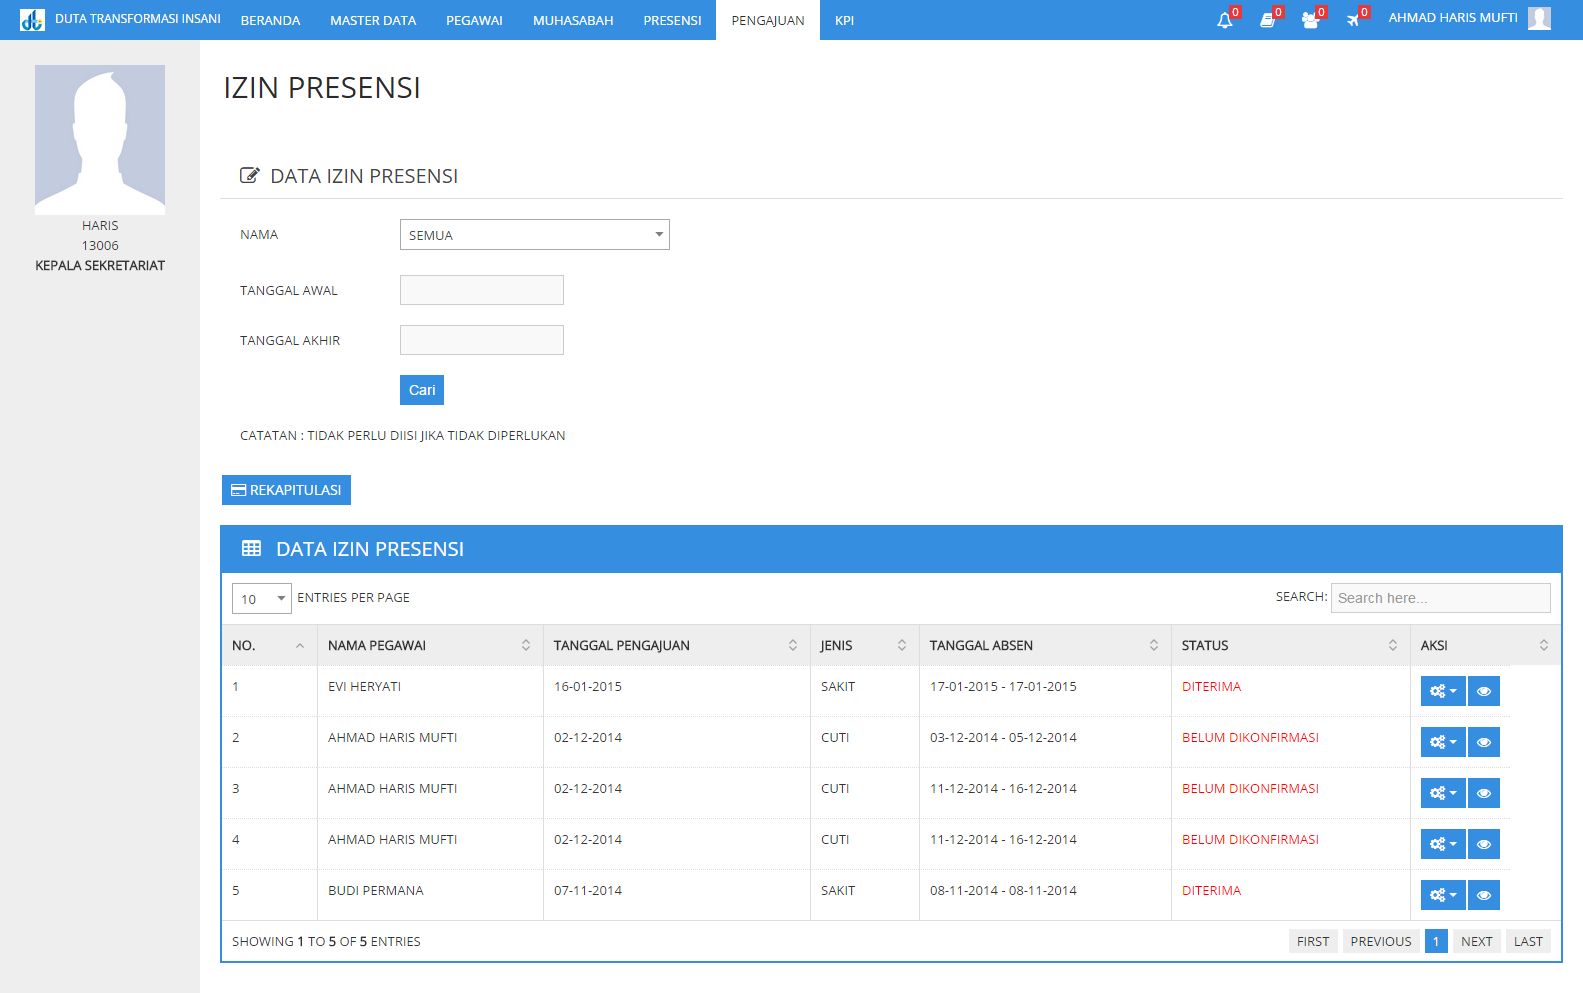 DUTA TRANSFORMASI INSANI BERANDA MASTER DATA PEGAWAI MUHASABAH PRESENSI PENGAJUAN KPI 0 0 0 0 AHMAD HARIS MUFTI
HARIS
13006
KEPALA SEKRETARIAT
IZIN PRESENSI
DATA IZIN PRESENSI
NAMA SEMUA
TANGGAL AWAL
TANGGAL AKHIR
Cari
CATATAN : TIDAK PERLU DIISI JIKA TIDAK DIPERLUKAN
REKAPITULASI
DATA IZIN PRESENSI
10 ENTRIES PER PAGE SEARCH: Search here...
NO. NAMA PEGAWAI TANGGAL PENGAJUAN JENIS TANGGAL ABSEN STATUS AKSI
1 EVI HERYATI 16-01-2015 SAKIT 17-01-2015 - 17-01-2015 DITERIMA
2 AHMAD HARIS MUFTI 02-12-2014 CUTI 03-12-2014 - 05-12-2014 BELUM DIKONFIRMASI
3 AHMAD HARIS MUFTI 02-12-2014 CUTI 11-12-2014 - 16-12-2014 BELUM DIKONFIRMASI
4 AHMAD HARIS MUFTI 02-12-2014 CUTI 11-12-2014 - 16-12-2014 BELUM DIKONFIRMASI
5 BUDI PERMANA 07-11-2014 SAKIT 08-11-2014 - 08-11-2014 DITERIMA
SHOWING 1 TO 5 OF 5 ENTRIES FIRST PREVIOUS 1 NEXT LAST